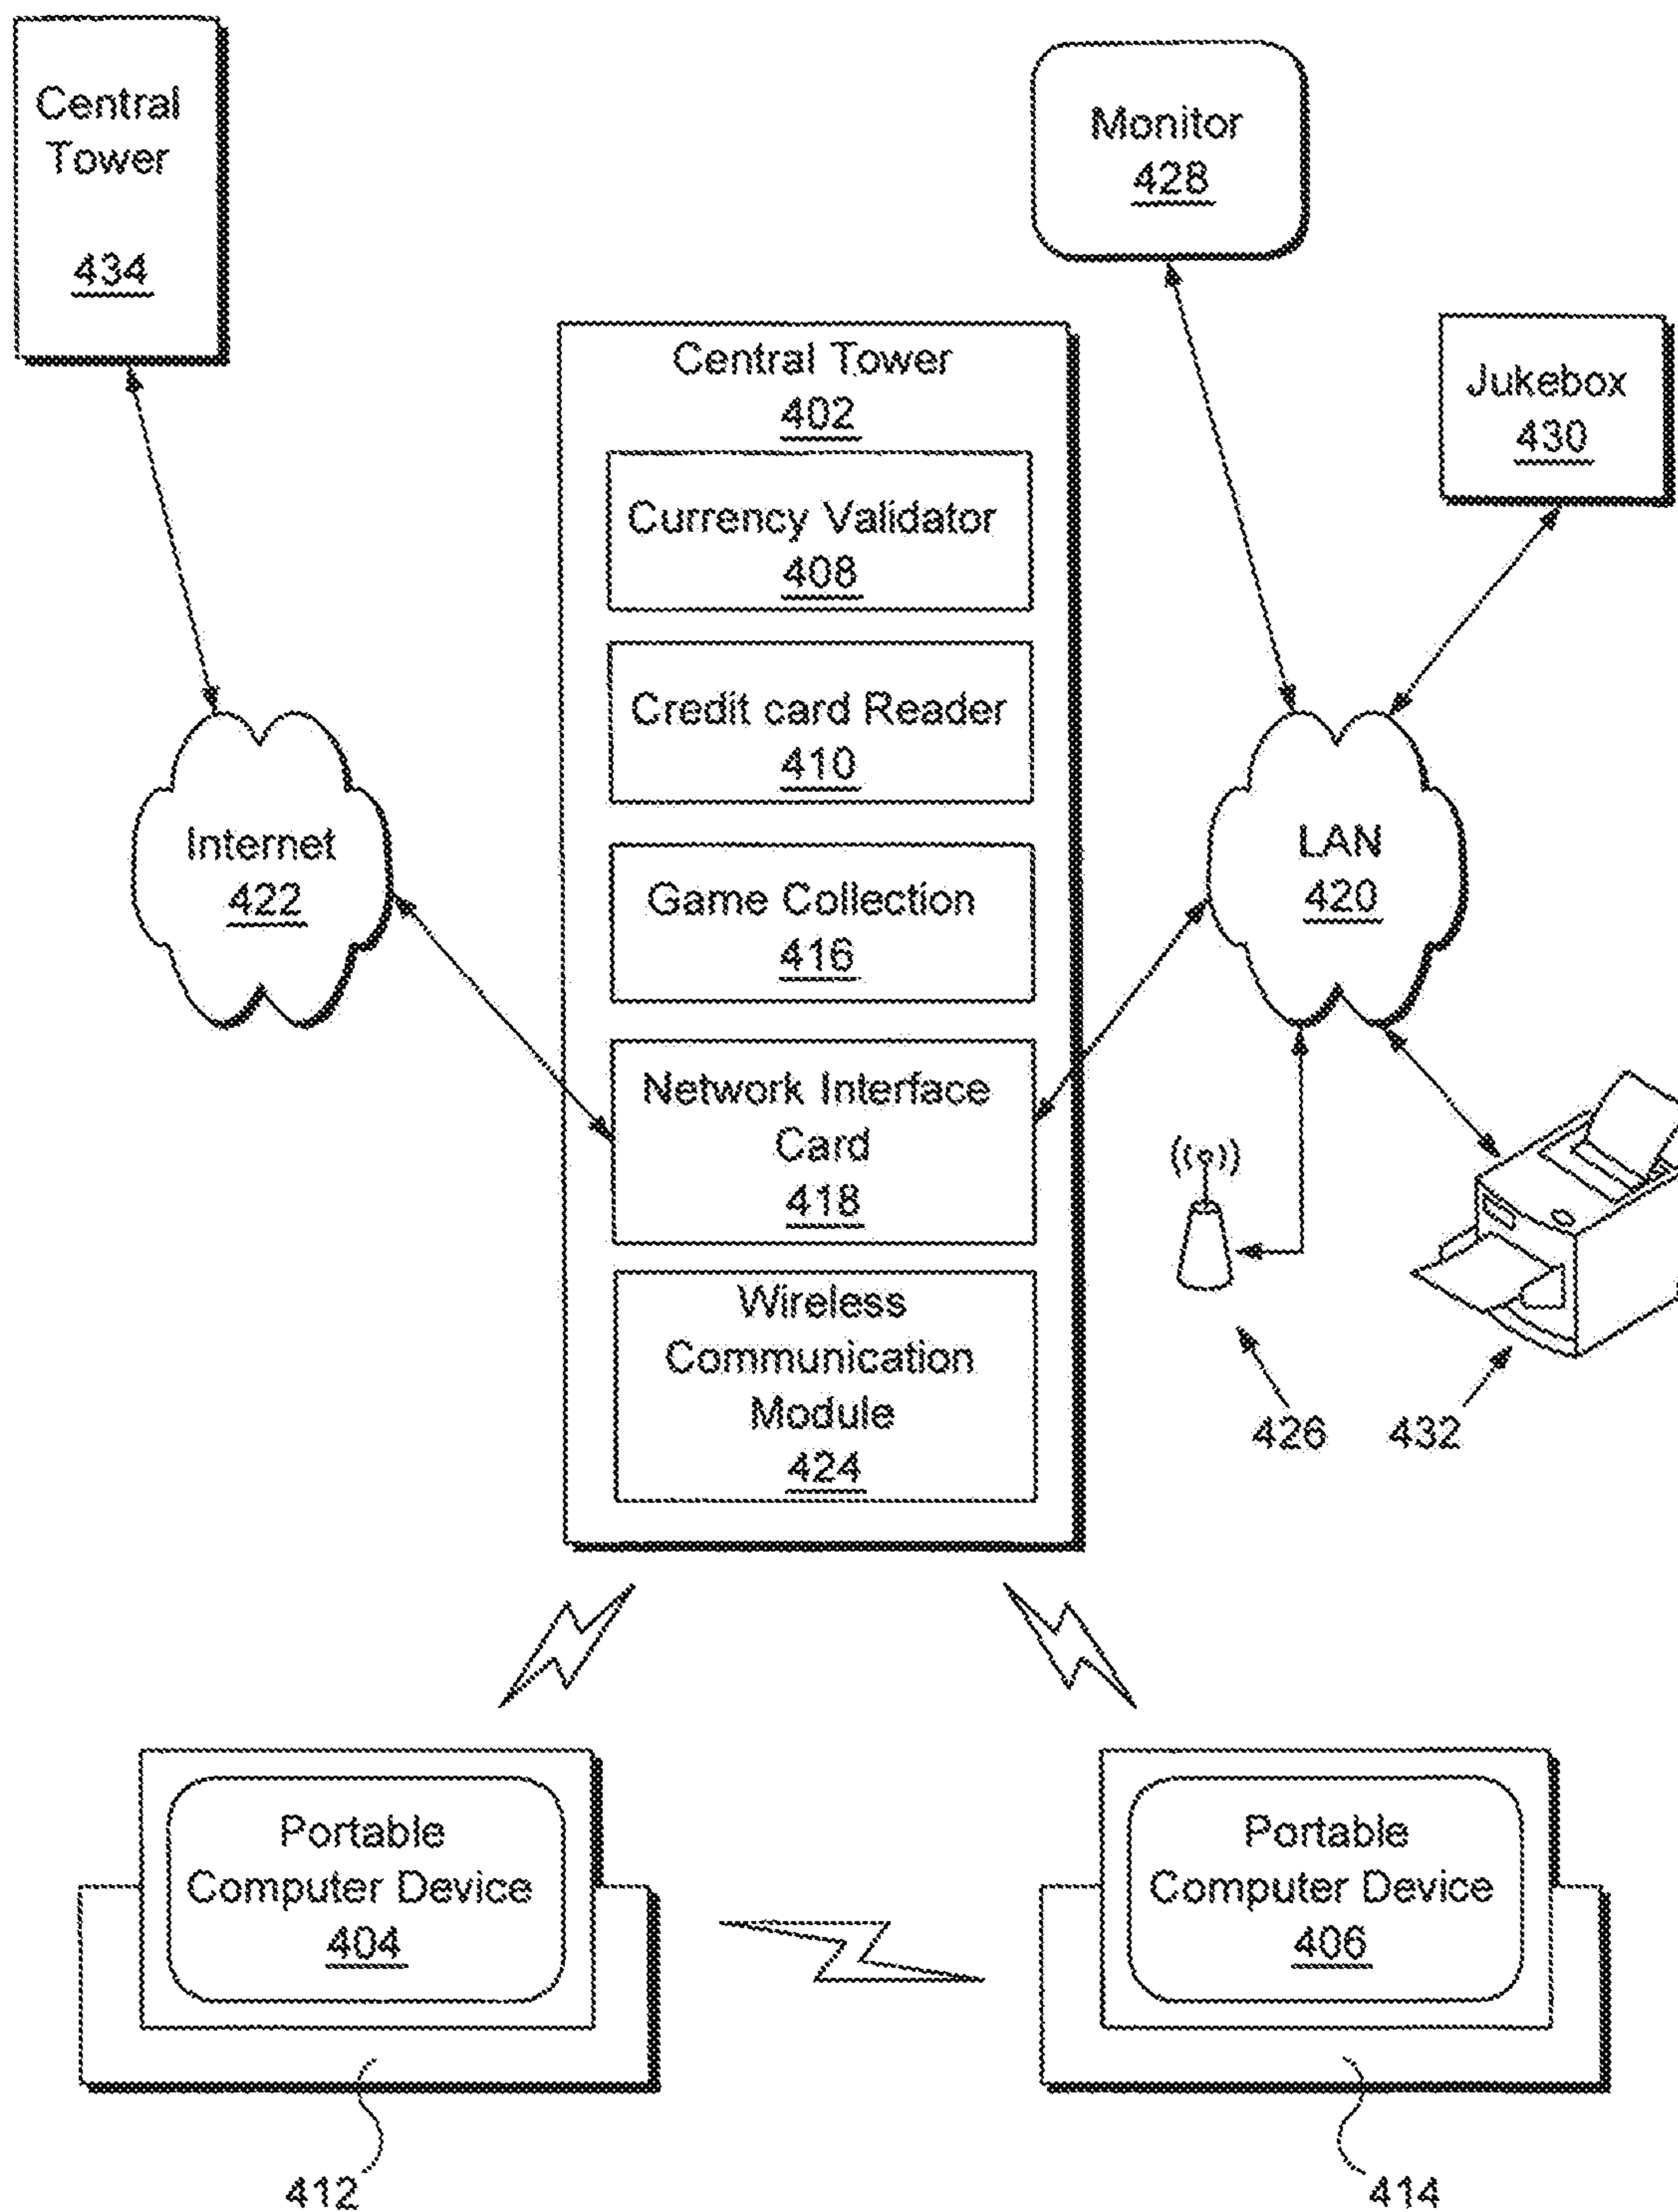 Central
Tower
434
Monitor
428
Jukebox
430
Central Tower
402
Currency Validator
408
Credit card Reader
410
Game Collection
416
Network Interface
Card
418
Wireless
Communication
Module
424
Internet
422
LAN
420
426
432
Portable
Computer Device
404
Portable
Computer Device
406
412
414